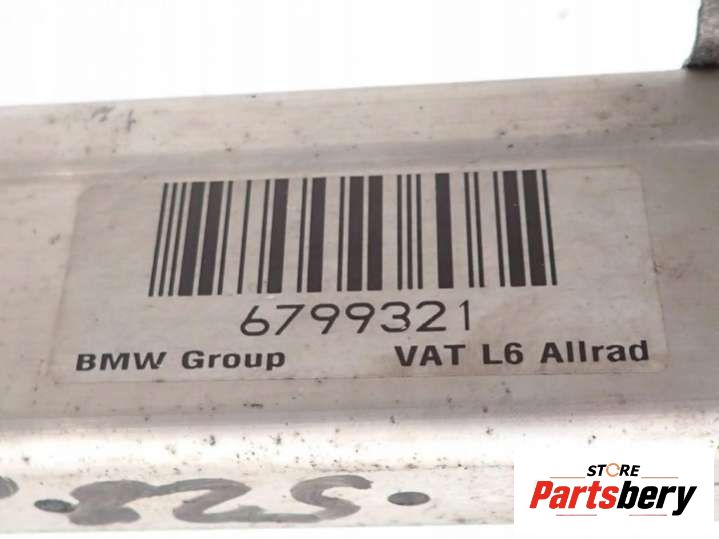 6799321
BMW Group VAT L6 Allrad
STORE
Partsbery